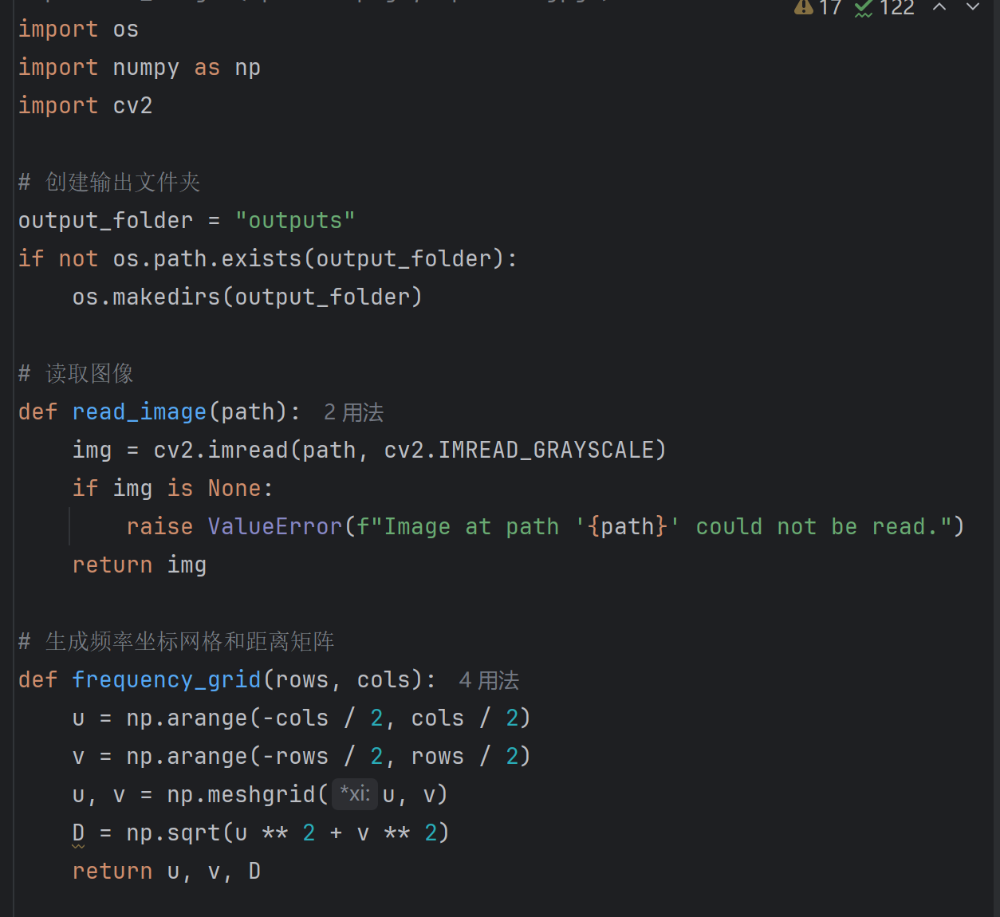 17 122
import os
import numpy as np
import cv2
# 创建输出文件夹
output_folder = "outputs"
if not os.path.exists(output_folder):
    os.makedirs(output_folder)
# 读取图像
def read_image(path): 2 用法
    img = cv2.imread(path, cv2.IMREAD_GRAYSCALE)
    if img is None:
        raise ValueError(f"Image at path '{path}' could not be read.")
    return img
# 生成频率坐标网格和距离矩阵
def frequency_grid(rows, cols): 4 用法
    u = np.arange(-cols / 2, cols / 2)
    v = np.arange(-rows / 2, rows / 2)
    u, v = np.meshgrid( *xi: u, v)
    D = np.sqrt(u ** 2 + v ** 2)
    return u, v, D